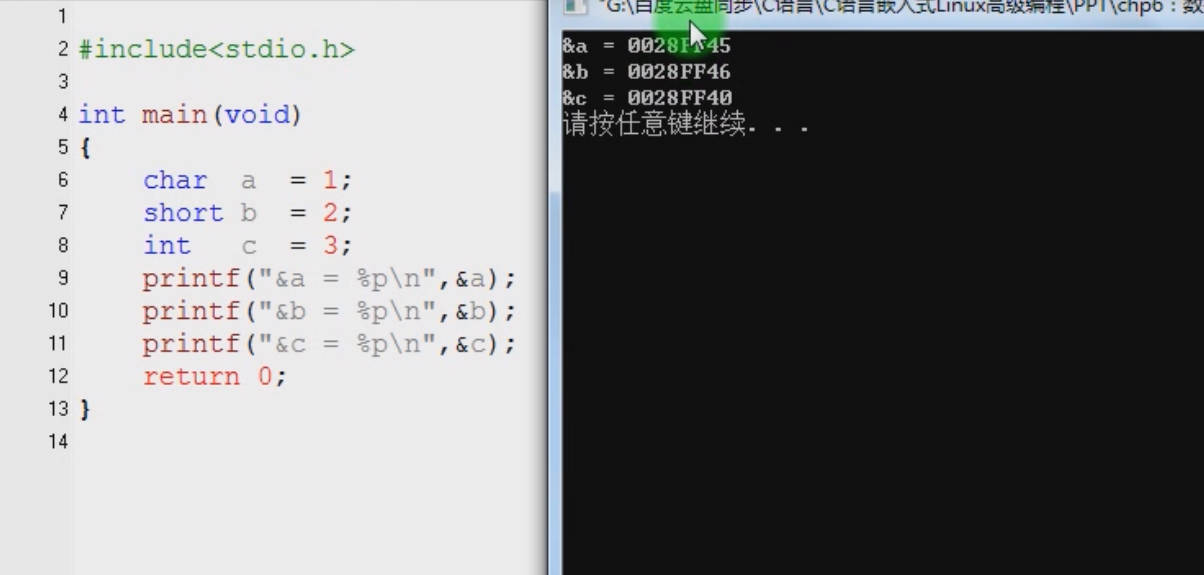 1
2 #include<stdio.h>
3
4 int main(void)
5 {
6     char  a  = 1;
7     short b  = 2;
8     int   c  = 3;
9     printf("&a = %p\n",&a);
10     printf("&b = %p\n",&b);
11     printf("&c = %p\n",&c);
12     return 0;
13 }
14
"G:\百度云盘同步\C语言\C语言嵌入式Linux高级编程\PPT\chp6：数
&a = 0028FF45
&b = 0028FF46
&c = 0028FF40
请按任意键继续. . .